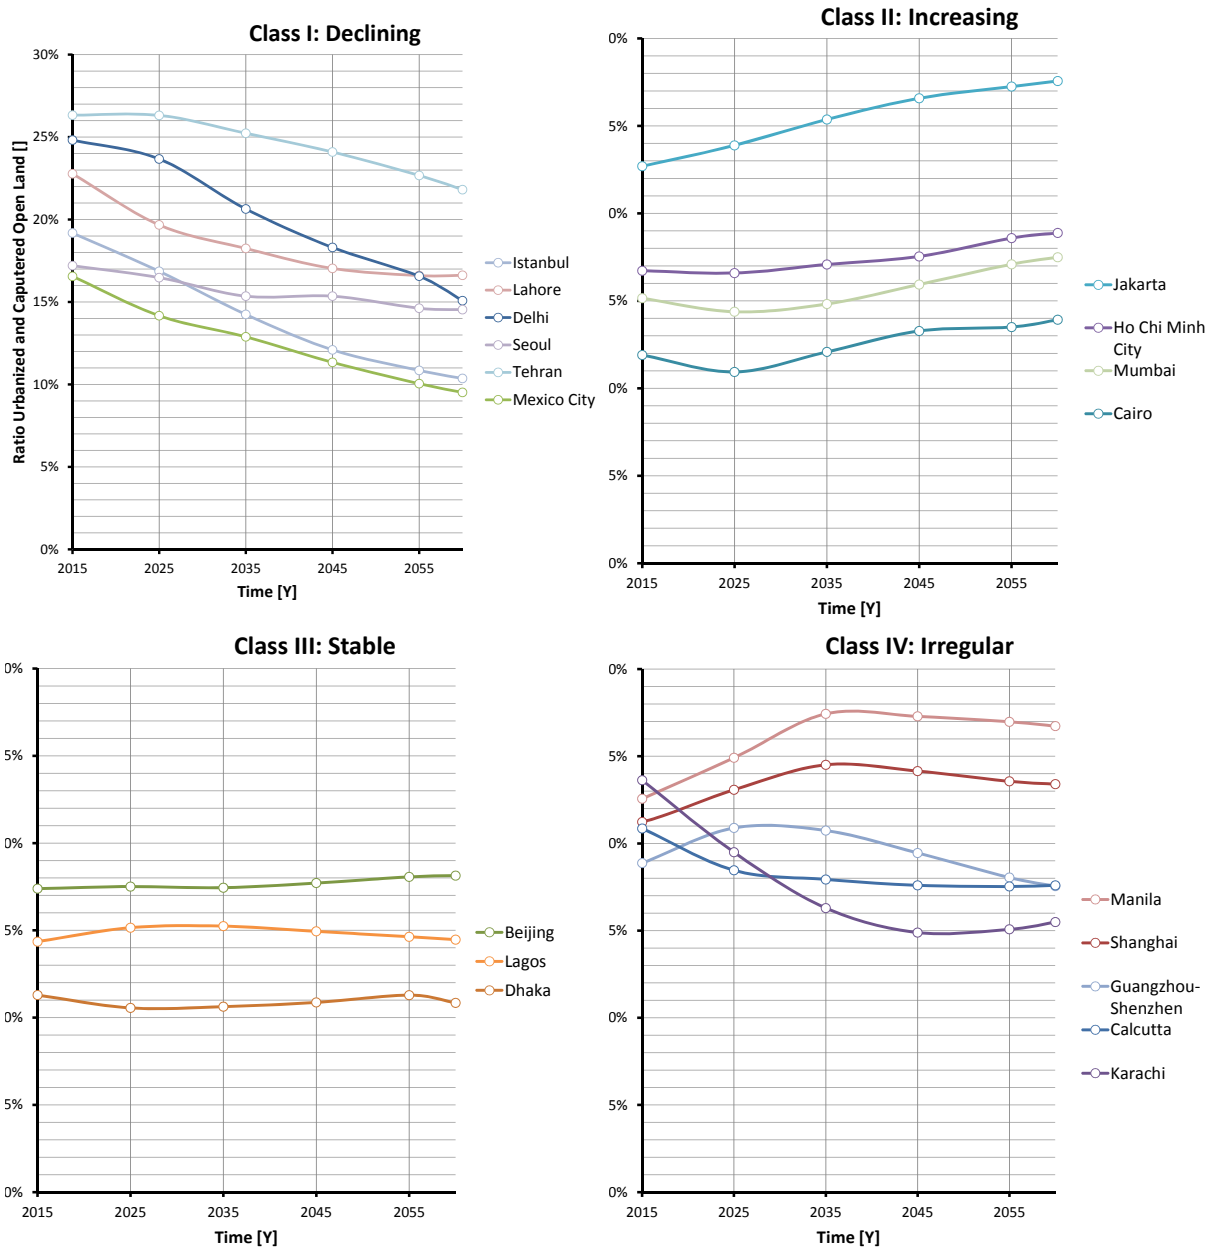 Class I: Declining
30%
25%
20%
15%
10%
5%
0%
Ratio Urbanized and Caputered Open Land []
2015
2025
2035
2045
2055
Time [Y]
Istanbul
Lahore
Delhi
Seoul
Tehran
Mexico City
Class II: Increasing
0%
5%
0%
5%
0%
5%
0%
2015
2025
2035
2045
2055
Time [Y]
Jakarta
Ho Chi Minh
City
Mumbai
Cairo
Class III: Stable
0%
5%
0%
5%
0%
5%
0%
2015
2025
2035
2045
2055
Time [Y]
Beijing
Lagos
Dhaka
Class IV: Irregular
0%
5%
0%
5%
0%
5%
0%
2015
2025
2035
2045
2055
Time [Y]
Manila
Shanghai
Guangzhou-
Shenzhen
Calcutta
Karachi